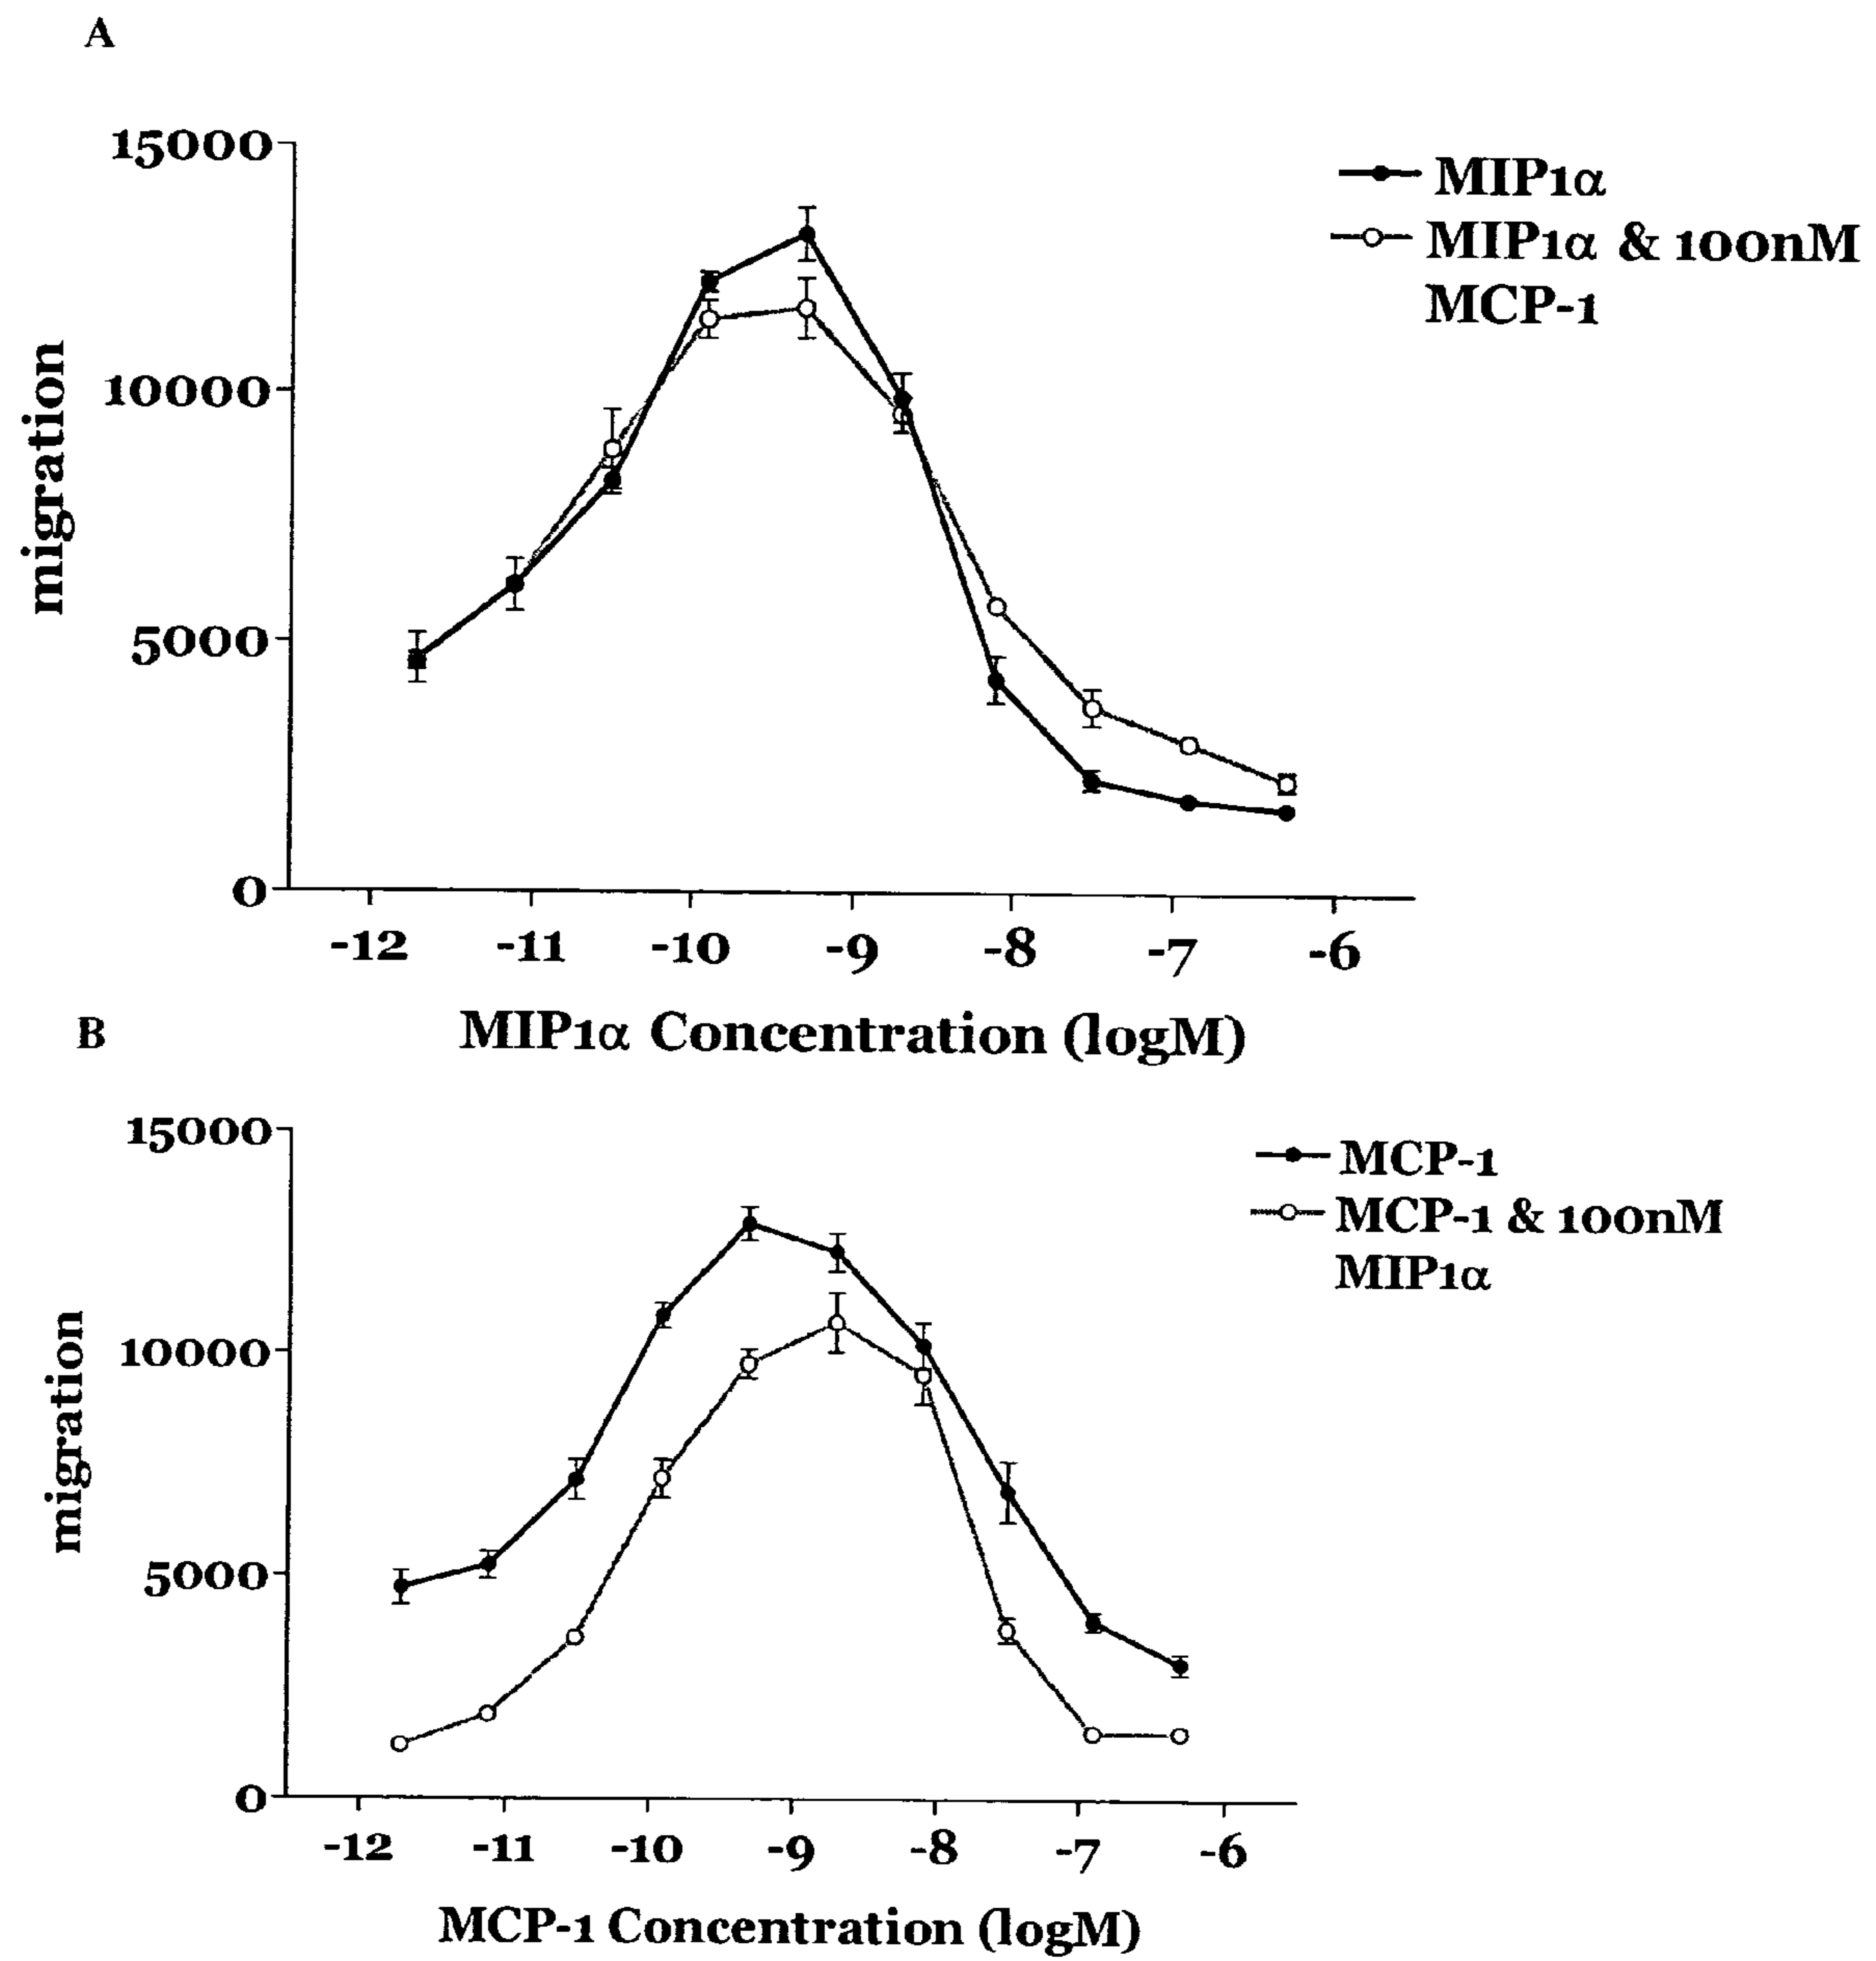 A
15000
10000
5000
0
migration
MIP1α
MIP1α & 100nM
MCP-1
-12 -11 -10 -9 -8 -7 -6
MIP1α Concentration (logM)
B
15000
10000
5000
0
migration
MCP-1
MCP-1 & 100nM
MIP1α
-12 -11 -10 -9 -8 -7 -6
MCP-1 Concentration (logM)